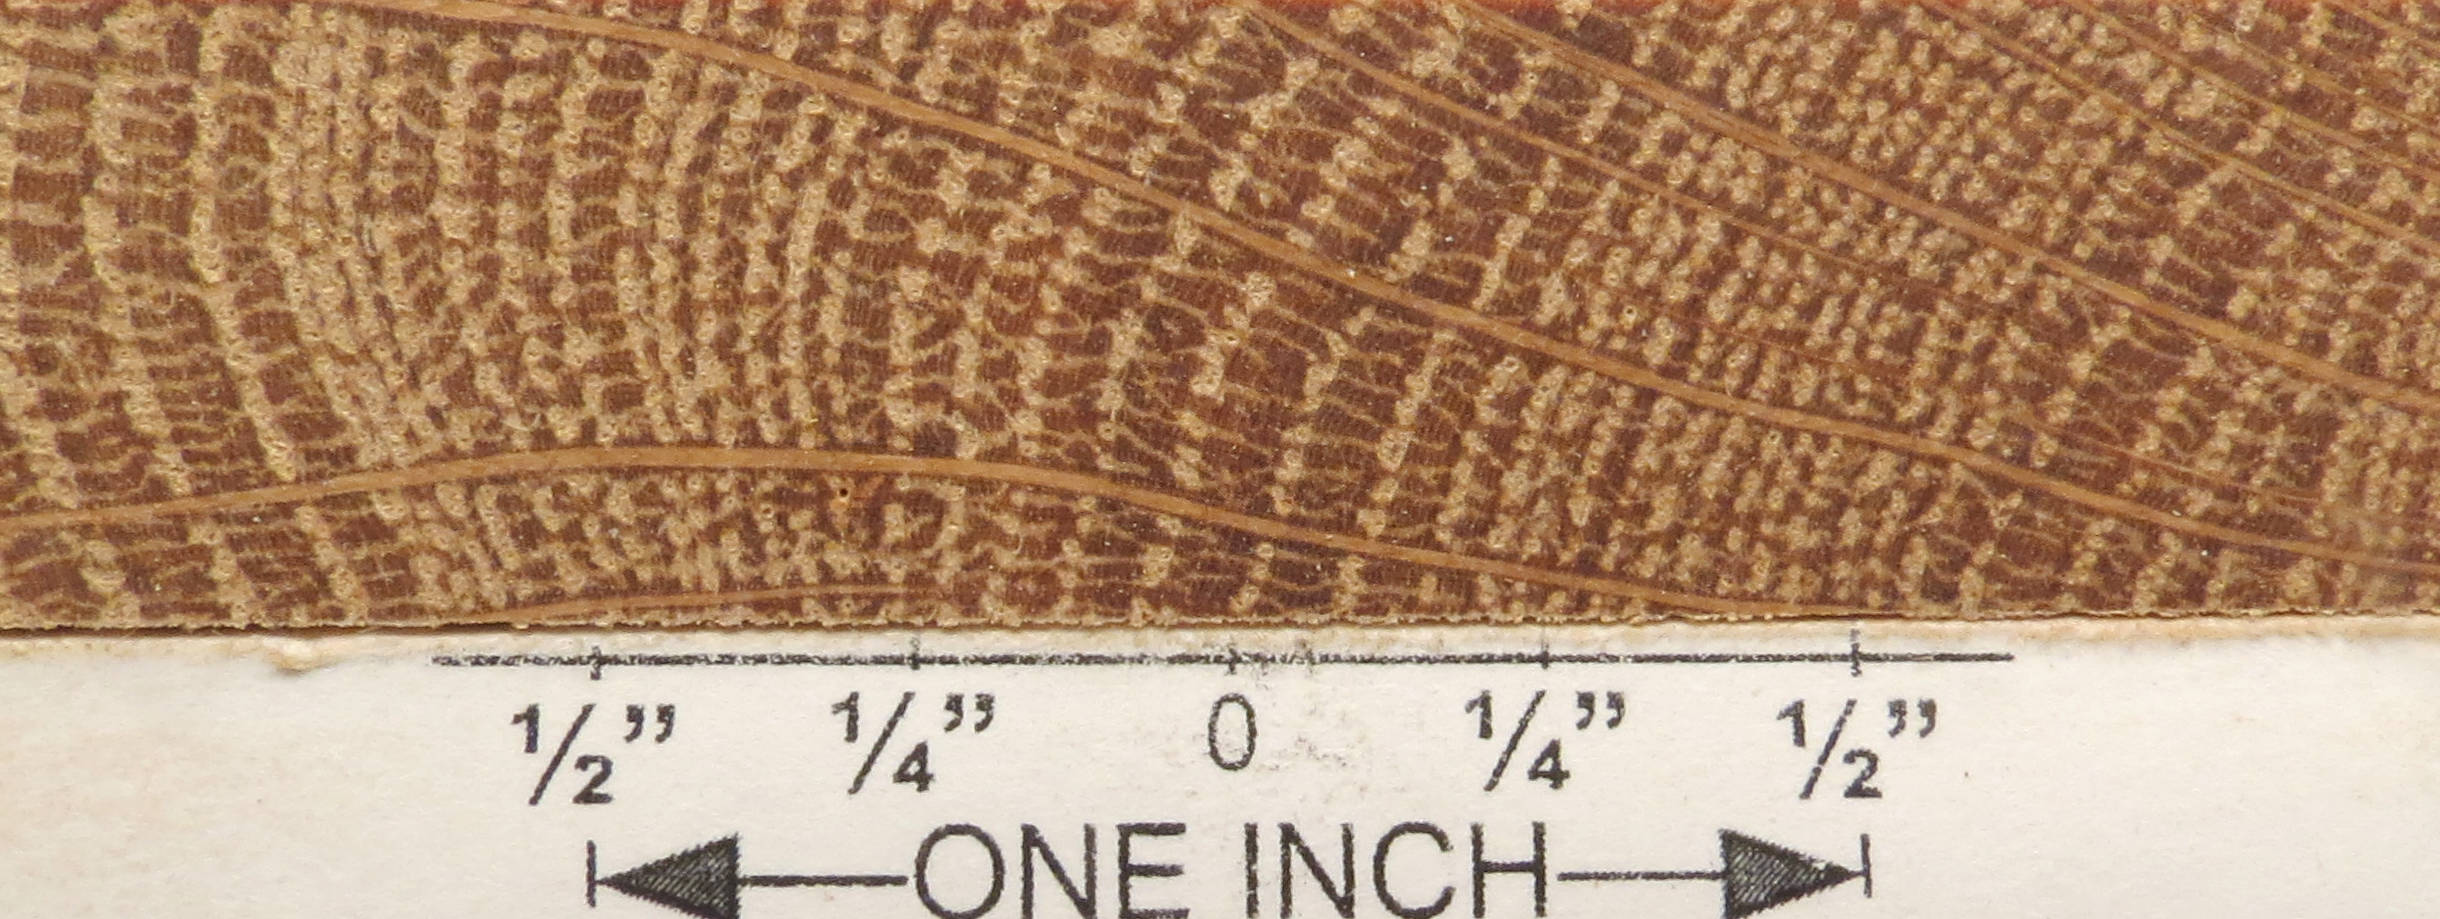 1/2” 1/4” 0 1/4” 1/2”
ONE INCH